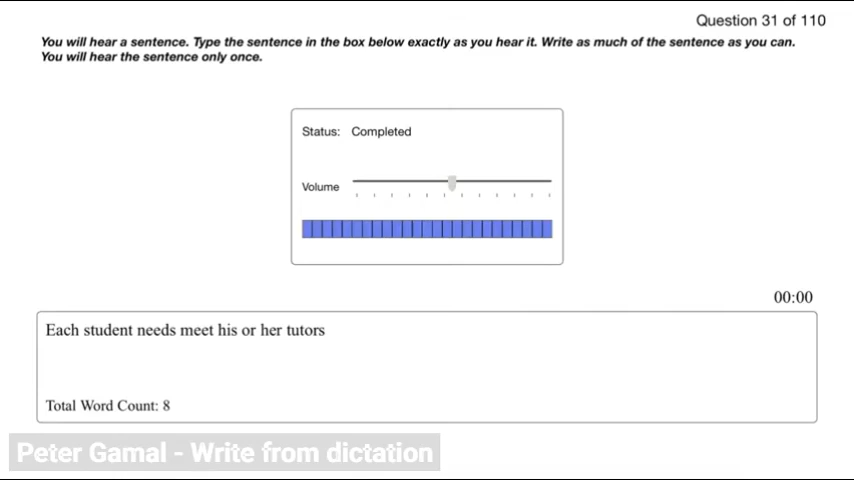 Question 31 of 110
You will hear a sentence. Type the sentence in the box below exactly as you hear it. Write as much of the sentence as you can.
You will hear the sentence only once.
Status: Completed
Volume
00:00
Each student needs meet his or her tutors
Total Word Count: 8
Peter Gamal - Write from dictation